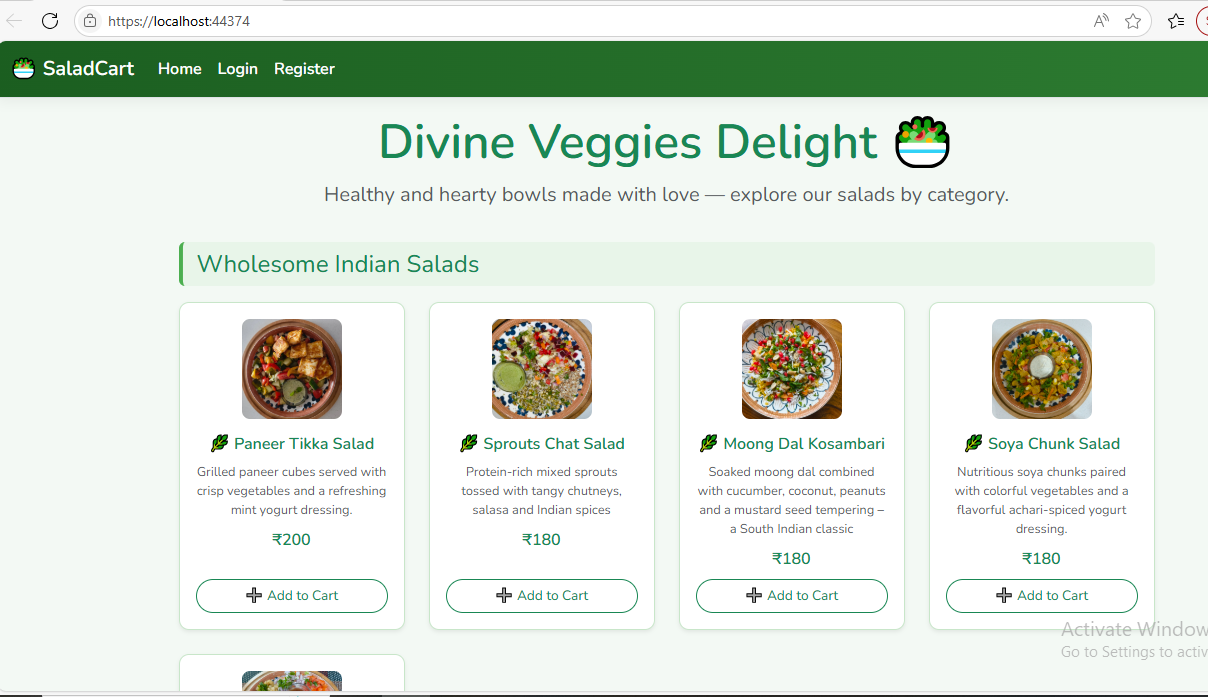 https://localhost:44374
SaladCart Home Login Register
Divine Veggies Delight
Healthy and hearty bowls made with love — explore our salads by category.
Wholesome Indian Salads
Paneer Tikka Salad
Grilled paneer cubes served with
crisp vegetables and a refreshing
mint yogurt dressing.
₹200
Add to Cart
Sprouts Chat Salad
Protein-rich mixed sprouts
tossed with tangy chutneys,
salasa and Indian spices
₹180
Add to Cart
Moong Dal Kosambari
Soaked moong dal combined
with cucumber, coconut, peanuts
and a mustard seed tempering –
a South Indian classic
₹180
Add to Cart
Soya Chunk Salad
Nutritious soya chunks paired
with colorful vegetables and a
flavorful achari-spiced yogurt
dressing.
₹180
Add to Cart
Activate Window
Go to Settings to activ